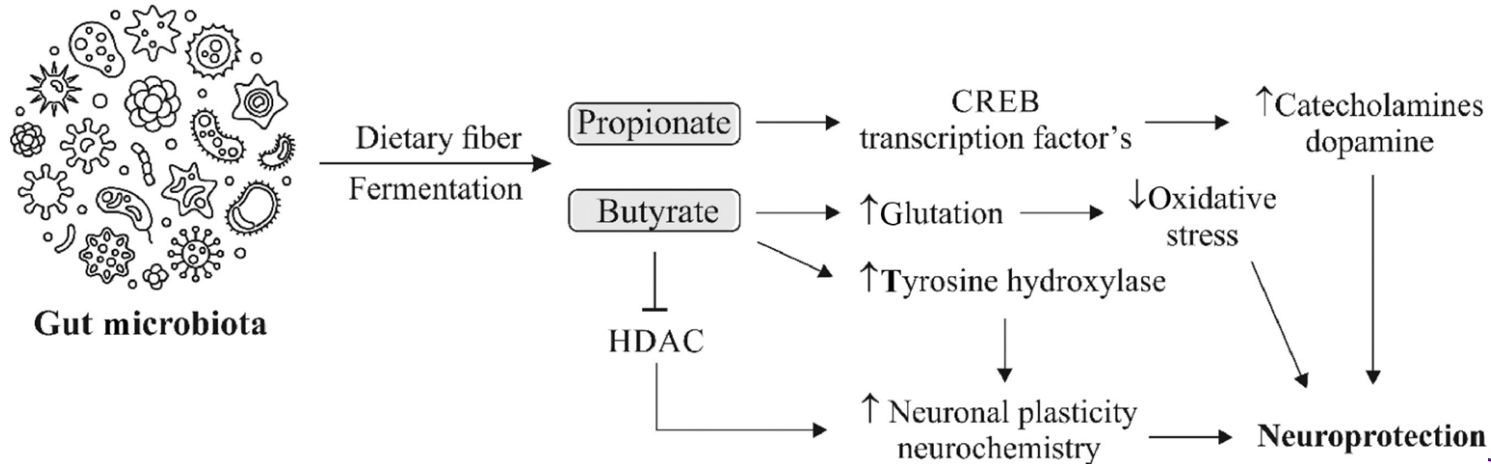 Dietary fiber
Fermentation
Gut microbiota
Propionate
CREB
transcription factor's
↑Catecholamines
dopamine
Butyrate
↑Glutation
↓Oxidative
stress
↑Tyrosine hydroxylase
HDAC
↑ Neuronal plasticity
neurochemistry
Neuroprotection